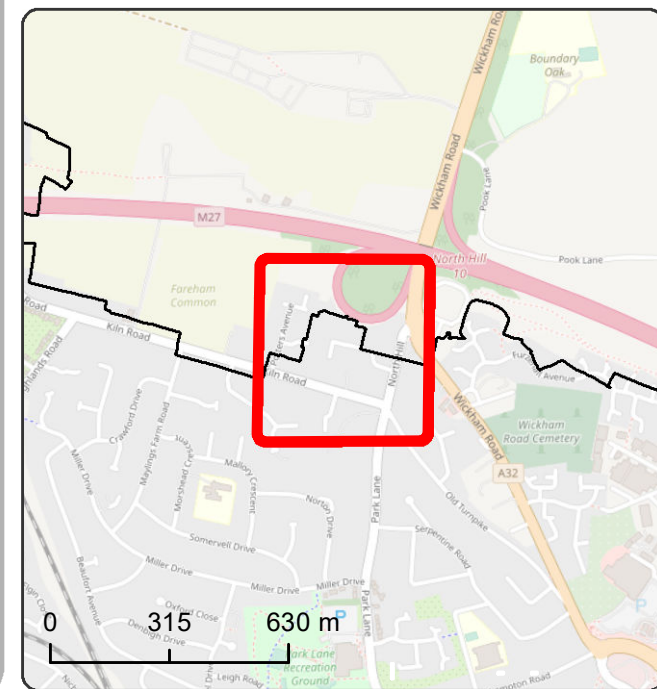 Wickham Road
Boundary
Oak
Wickham Road
Pook Lane
M27
North Hill
10
Pook Lane
Fareham
Common
Road
Kiln Road
Kiln Road
North Hill
Avenue
Wickham Road
Wickham
Road Cemetery
A32
Crawford Drive
Maylings Farm Road
Miller Drive
Mallory
Crescent
Norton Drive
Park Lane
Old Turnpike
Serpentine Road
Somervell Drive
Beaufort Avenue
Miller Drive
Miller Drive
Miller Drive
Oxford Close
Denbigh Drive
P
P
Park Lane
Park Lane
Recreation
Ground
Leigh Road
0 315 630 m